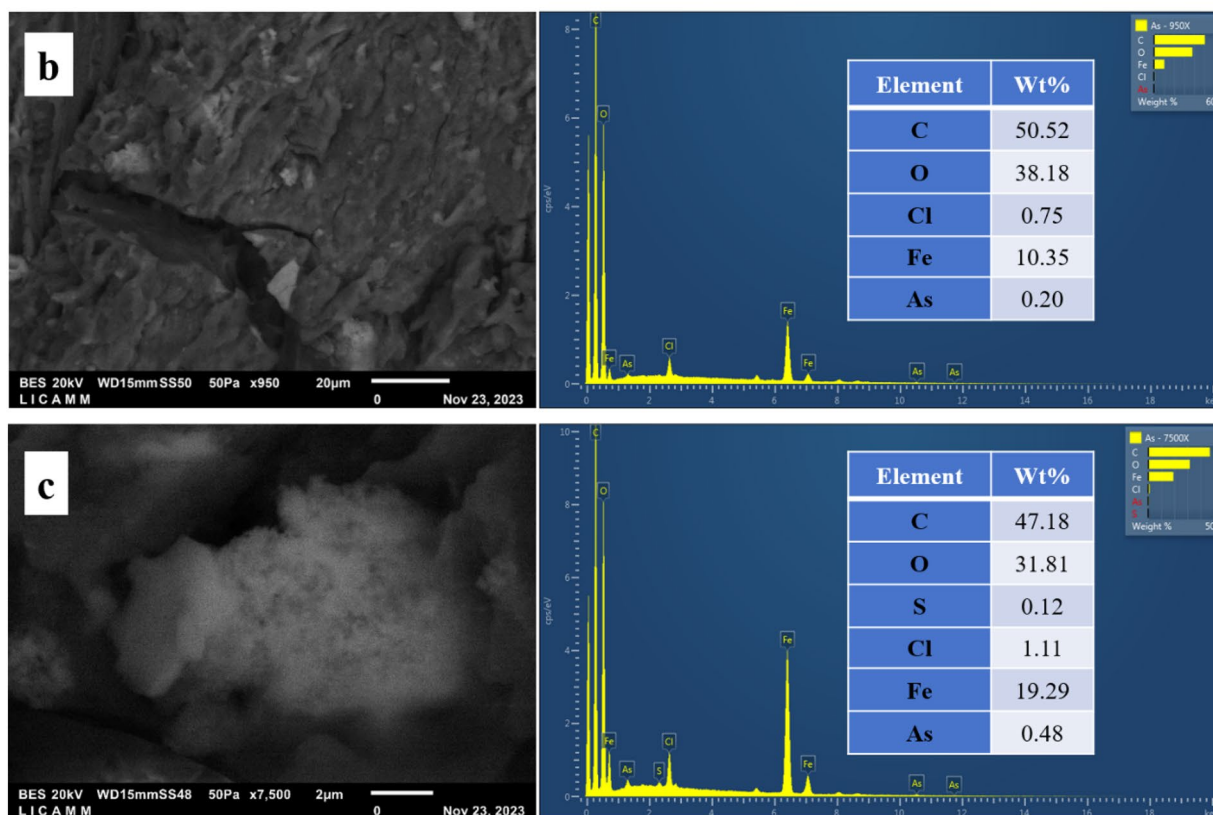 b
BES 20kV WD15mmSS50 50Pa x950 20µm
LICAMM 0 Nov 23, 2023
cps/eV
8
6
4
2
0
0 2 4 6 8 10 12 14 16 18
C
O
Fe
As
Cl
Fe
Fe
As
As
As - 950X
C
O
Fe
Cl
As
Weight % 60
Element Wt%
C 50.52
O 38.18
Cl 0.75
Fe 10.35
As 0.20
c
BES 20kV WD15mmSS48 50Pa x7,500 2µm
LICAMM 0 Nov 23, 2023
cps/eV
10
8
6
4
2
0
0 2 4 6 8 10 12 14 16 18
C
O
Fe
As
S
Cl
Fe
Fe
As
As
As - 7500X
C
O
Fe
Cl
As
S
Weight %
Element Wt%
C 47.18
O 31.81
S 0.12
Cl 1.11
Fe 19.29
As 0.48